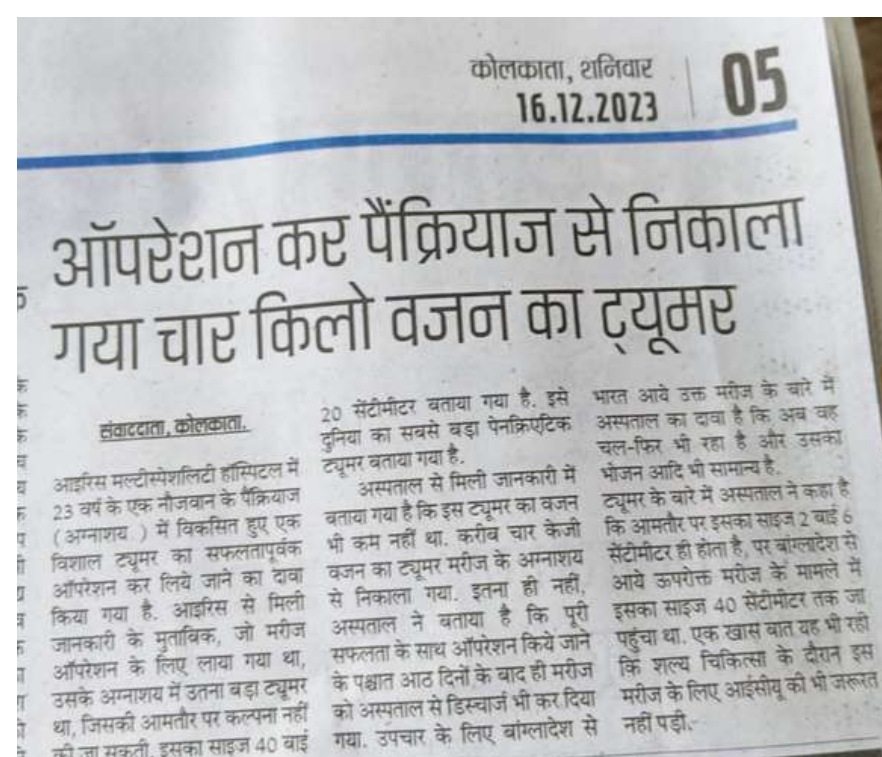 कोलकाता, शनिवार
16.12.2023
05
ऑपरेशन कर पैंक्रियाज से निकाला
गया चार किलो वजन का ट्यूमर
संवाददाता, कोलकाता.
आइरिस मल्टीस्पेशलिटी हॉस्पिटल में
23 वर्ष के एक नौजवान के पैंक्रियाज
(अग्नाशय ) में विकसित हुए एक
विशाल ट्यूमर का सफलतापूर्वक
ऑपरेशन कर लिये जाने का दावा
किया गया है. आइरिस से मिली
जानकारी के मुताबिक, जो मरीज
ऑपरेशन के लिए लाया गया था,
उसके अग्नाशय में उतना बड़ा ट्यूमर
था, जिसकी आमतौर पर कल्पना नहीं
की जा सकती. इसका साइज 40 बाई
20 सेंटीमीटर बताया गया है. इसे
दुनिया का सबसे बड़ा पेनक्रिएटिक
ट्यूमर बताया गया है.
अस्पताल से मिली जानकारी में
बताया गया है कि इस ट्यूमर का वजन
भी कम नहीं था. करीब चार केजी
वजन का ट्यूमर मरीज के अग्नाशय
से निकाला गया. इतना ही नहीं,
अस्पताल ने बताया है कि पूरी
सफलता के साथ ऑपरेशन किये जाने
के पश्चात आठ दिनों के बाद ही मरीज
को अस्पताल से डिस्चार्ज भी कर दिया
गया. उपचार के लिए बांग्लादेश से
भारत आये उक्त मरीज के बारे में
अस्पताल का दावा है कि अब वह
चल-फिर भी रहा है और उसका
भोजन आदि भी सामान्य है.
ट्यूमर के बारे में अस्पताल ने कहा है
कि आमतौर पर इसका साइज 2 बाई 6
सेंटीमीटर ही होता है, पर बांग्लादेश से
आये ऊपरोक्त मरीज के मामले में
इसका साइज 40 सेंटीमीटर तक जा
पहुंचा था. एक खास बात यह भी रही
कि शल्य चिकित्सा के दौरान इस
मरीज के लिए आईसीयू की भी जरूरत
नहीं पड़ी.